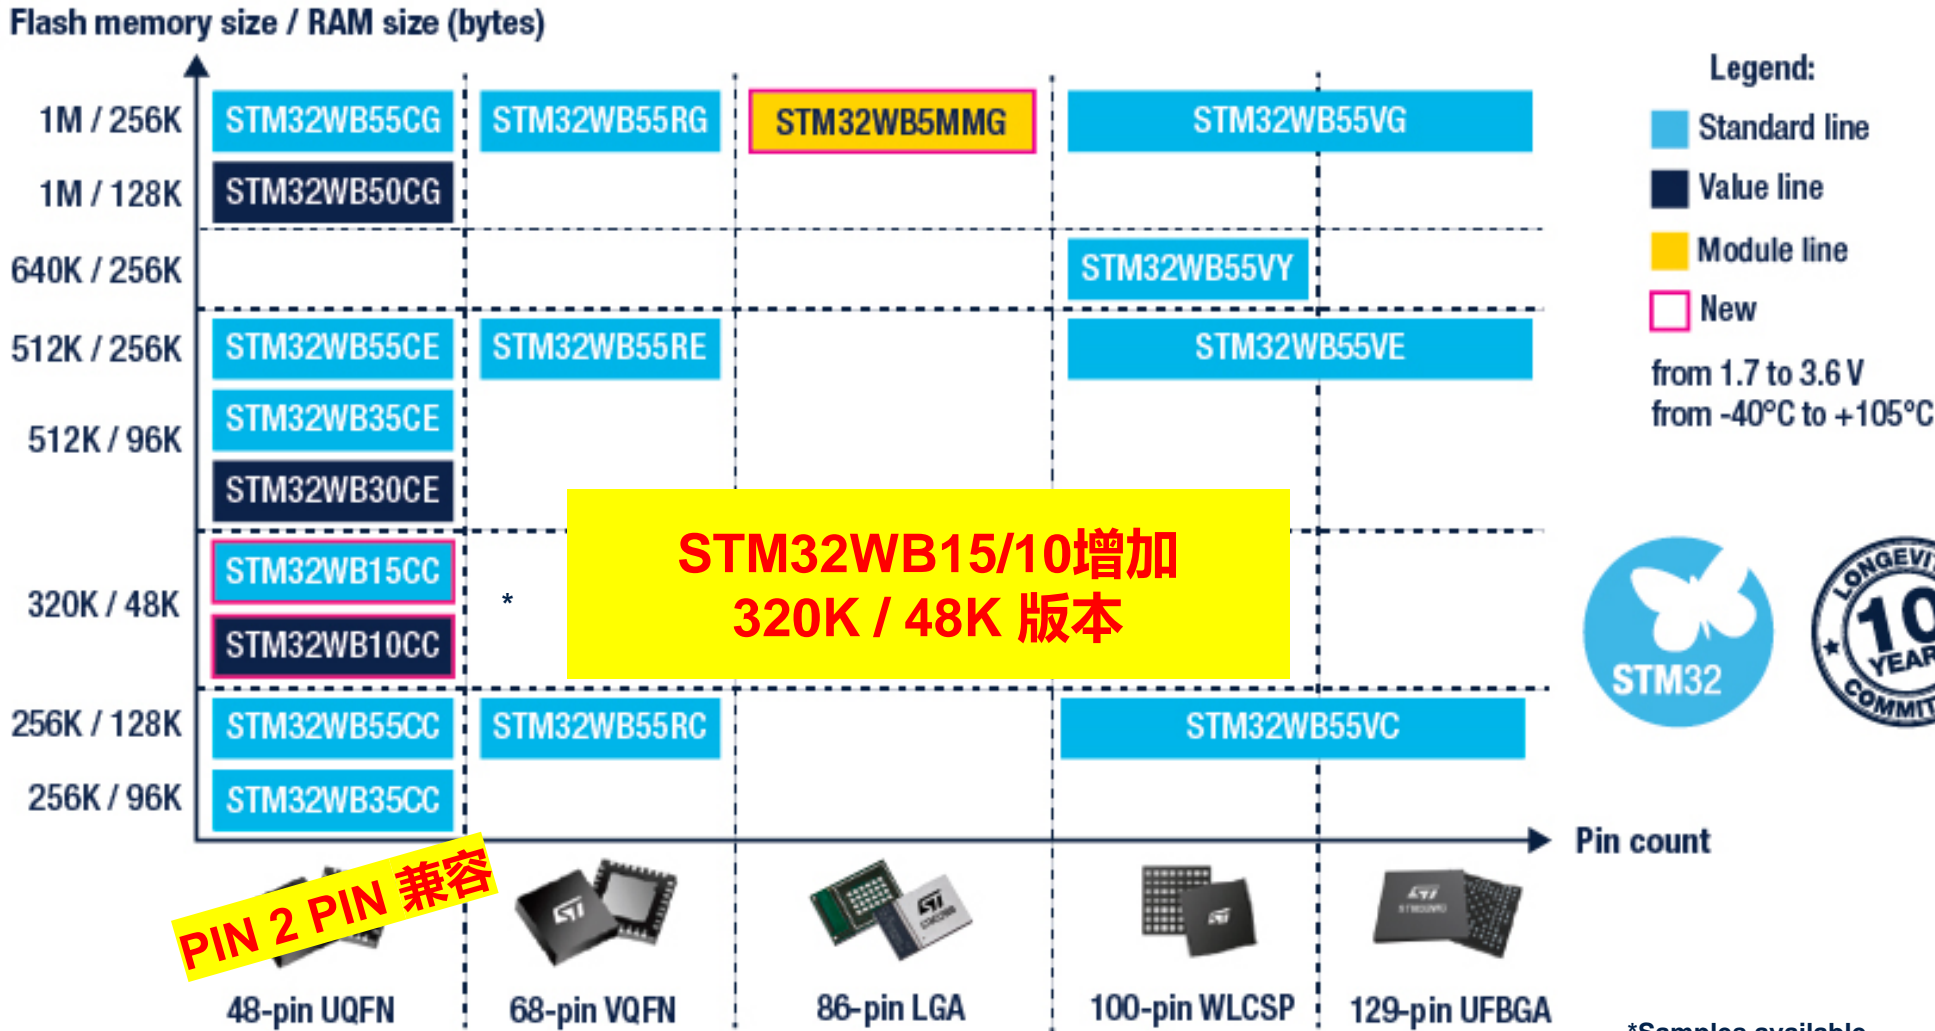 Flash memory size / RAM size (bytes)
1M / 256K STM32WB55CG STM32WB55RG STM32WB5MMG STM32WB55VG
1M / 128K STM32WB50CG
640K / 256K STM32WB55VY
512K / 256K STM32WB55CE STM32WB55RE STM32WB55VE
512K / 96K STM32WB35CE
STM32WB30CE
320K / 48K STM32WB15CC *
STM32WB10CC
STM32WB15/10增加
320K / 48K 版本
256K / 128K STM32WB55CC STM32WB55RC STM32WB55VC
256K / 96K STM32WB35CC
Pin count
PIN 2 PIN 兼容
48-pin UQFN 68-pin VQFN 86-pin LGA 100-pin WLCSP 129-pin UFBGA
Legend:
Standard line
Value line
Module line
New
from 1.7 to 3.6 V
from -40°C to +105°C
STM32
10
*Samples available